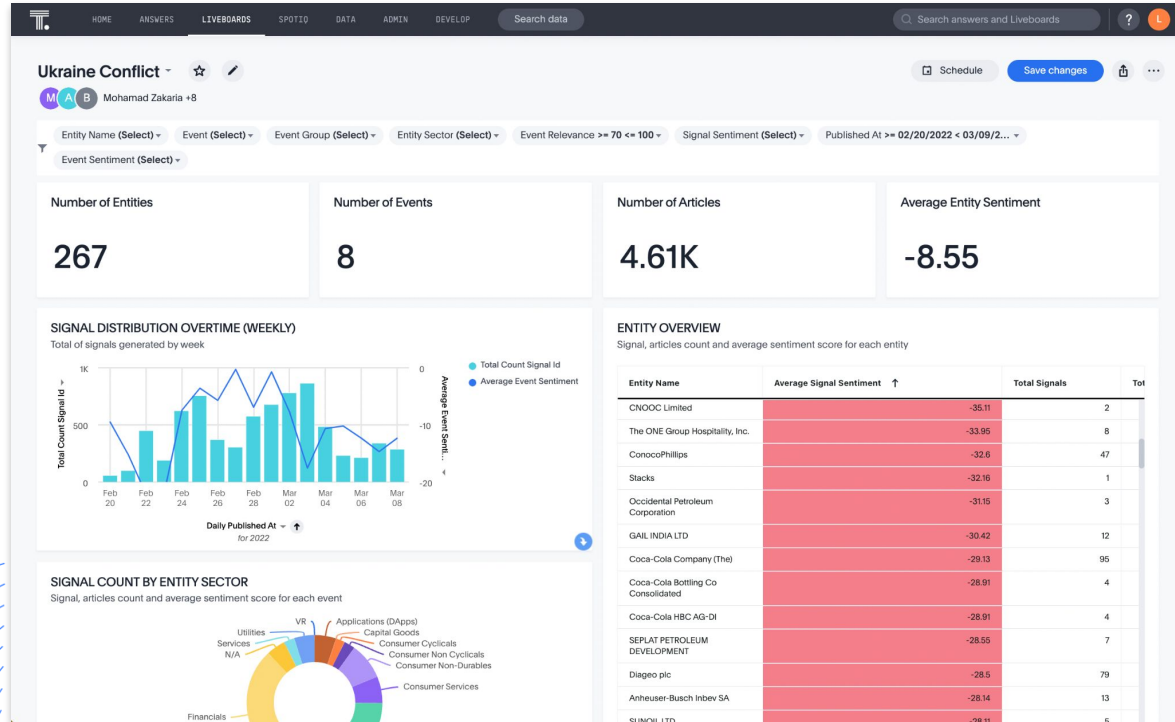 T.
HOME ANSWERS LIVEBOARDS SPOTIQ DATA ADMIN DEVELOP Search data Search answers and Liveboards ? L
Ukraine Conflict
Schedule Save changes
M A B Mohamad Zakaria +8
Entity Name (Select) Event (Select) Event Group (Select) Entity Sector (Select) Event Relevance >= 70 <= 100 Signal Sentiment (Select) Published At >= 02/20/2022 < 03/09/2...
Event Sentiment (Select)
Number of Entities
267
Number of Events
8
Number of Articles
4.61K
Average Entity Sentiment
-8.55
SIGNAL DISTRIBUTION OVERTIME (WEEKLY)
Total of signals generated by week
Total Count Signal Id
Average Event Sentiment
Total Count Signal Id
1K
500
0
Average Event Senti...
0
-10
-20
Feb 20 Feb 22 Feb 24 Feb 26 Feb 28 Mar 02 Mar 04 Mar 06 Mar 08
Daily Published At
for 2022
SIGNAL COUNT BY ENTITY SECTOR
Signal, articles count and average sentiment score for each event
VR
Utilities
Services
N/A
Financials
Applications (DApps)
Capital Goods
Consumer Cyclicals
Consumer Non Cyclicals
Consumer Non-Durables
Consumer Services
ENTITY OVERVIEW
Signal, articles count and average sentiment score for each entity
Entity Name Average Signal Sentiment Total Signals Tot
CNOOC Limited -35.11 2
The ONE Group Hospitality, Inc. -33.95 8
ConocoPhillips -32.6 47
Stacks -32.16 1
Occidental Petroleum Corporation -31.15 3
GAIL INDIA LTD -30.42 12
Coca-Cola Company (The) -29.13 95
Coca-Cola Bottling Co Consolidated -28.91 4
Coca-Cola HBC AG-DI -28.91 4
SEPLAT PETROLEUM DEVELOPMENT -28.55 7
Diageo plc -28.5 79
Anheuser-Busch Inbev SA -28.14 13
SUNOIL LTD -28.11 5